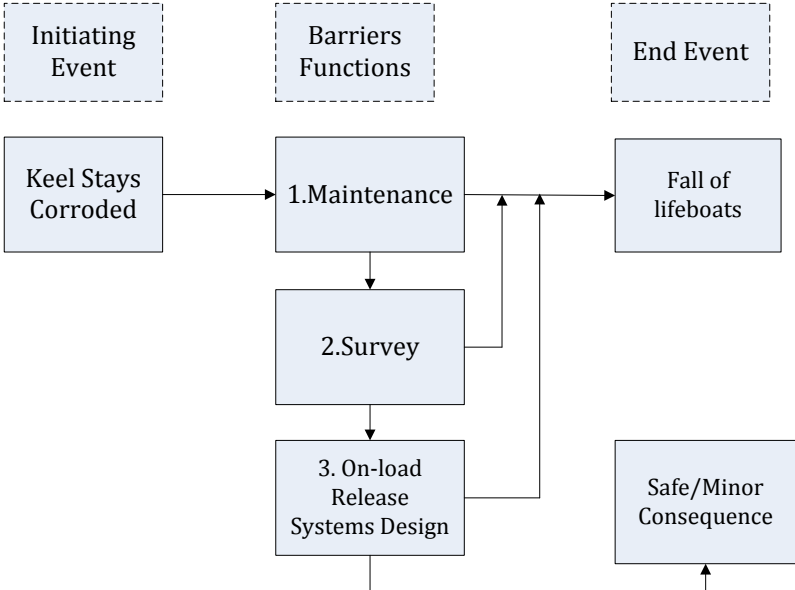 Initiating
Event
Barriers
Functions
End Event
Keel Stays
Corroded
1.Maintenance
Fall of
lifeboats
2.Survey
3. On-load
Release
Systems Design
Safe/Minor
Consequence